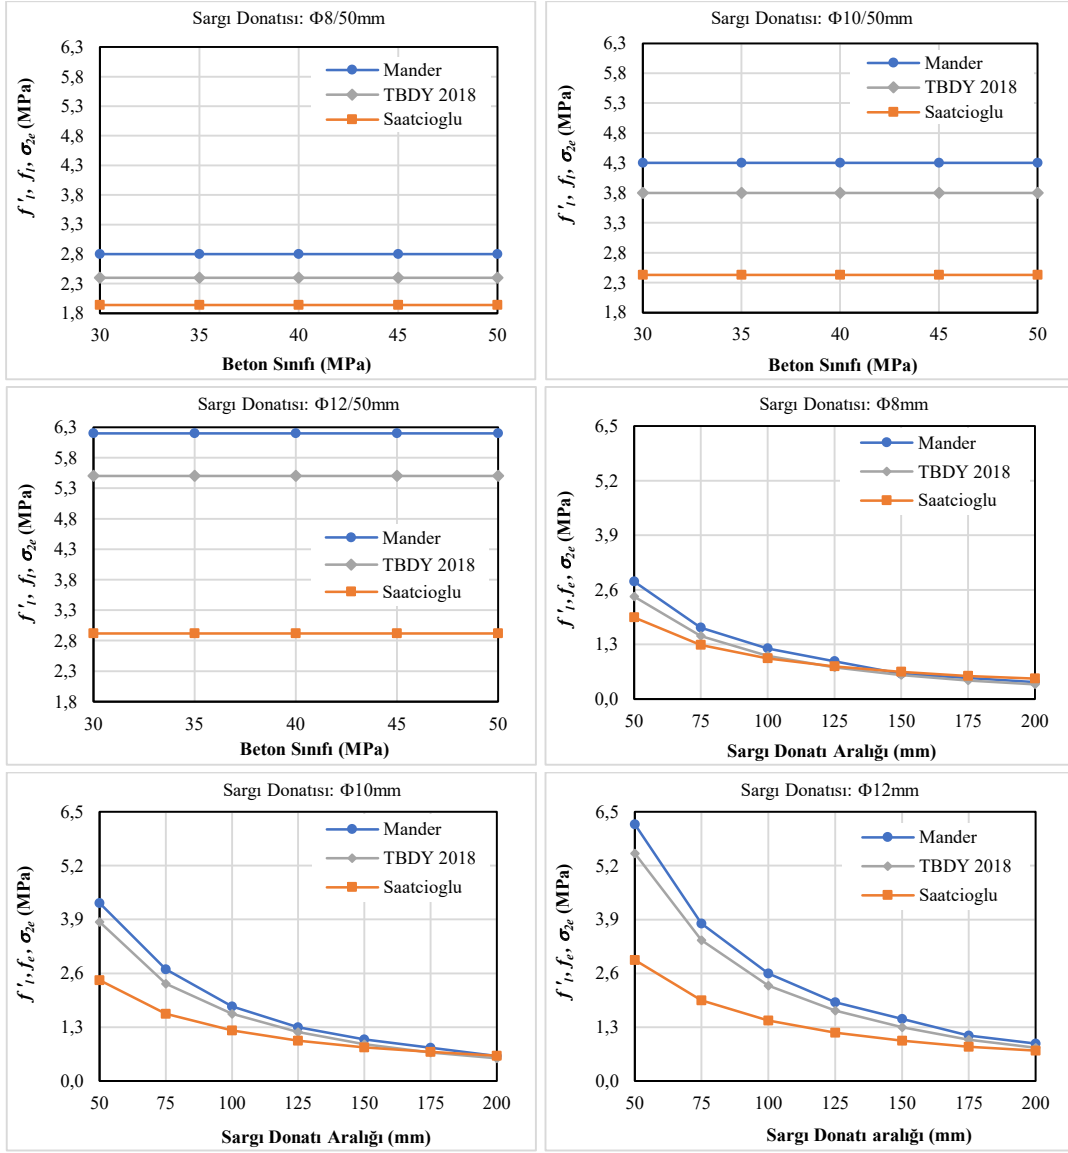 Sargı Donatısı: Φ8/50mm
6,3
5,8
5,3
4,8
4,3
3,8
3,3
2,8
2,3
1,8
f'l, fl, σ2e (MPa)
Mander
TBDY 2018
Saatcioglu
30 35 40 45 50
Beton Sınıfı (MPa)
Sargı Donatısı: Φ10/50mm
6,3
5,8
5,3
4,8
4,3
3,8
3,3
2,8
2,3
1,8
f'l, fl, σ2e (MPa)
Mander
TBDY 2018
Saatcioglu
30 35 40 45 50
Beton Sınıfı (MPa)
Sargı Donatısı: Φ12/50mm
6,3
5,8
5,3
4,8
4,3
3,8
3,3
2,8
2,3
1,8
f'l, fl, σ2e (MPa)
Mander
TBDY 2018
Saatcioglu
30 35 40 45 50
Beton Sınıfı (MPa)
Sargı Donatısı: Φ8mm
6,5
5,2
3,9
2,6
1,3
0,0
f'l, fe, σ2e (MPa)
Mander
TBDY 2018
Saatcioglu
50 75 100 125 150 175 200
Sargı Donatı Aralığı (mm)
Sargı Donatısı: Φ10mm
6,5
5,2
3,9
2,6
1,3
0,0
f'l, fe, σ2e (MPa)
Mander
TBDY 2018
Saatcioglu
50 75 100 125 150 175 200
Sargı Donatı Aralığı (mm)
Sargı Donatısı: Φ12mm
6,5
5,2
3,9
2,6
1,3
0,0
f'l, fe, σ2e (MPa)
Mander
TBDY 2018
Saatcioglu
50 75 100 125 150 175 200
Sargı Donatı aralığı (mm)